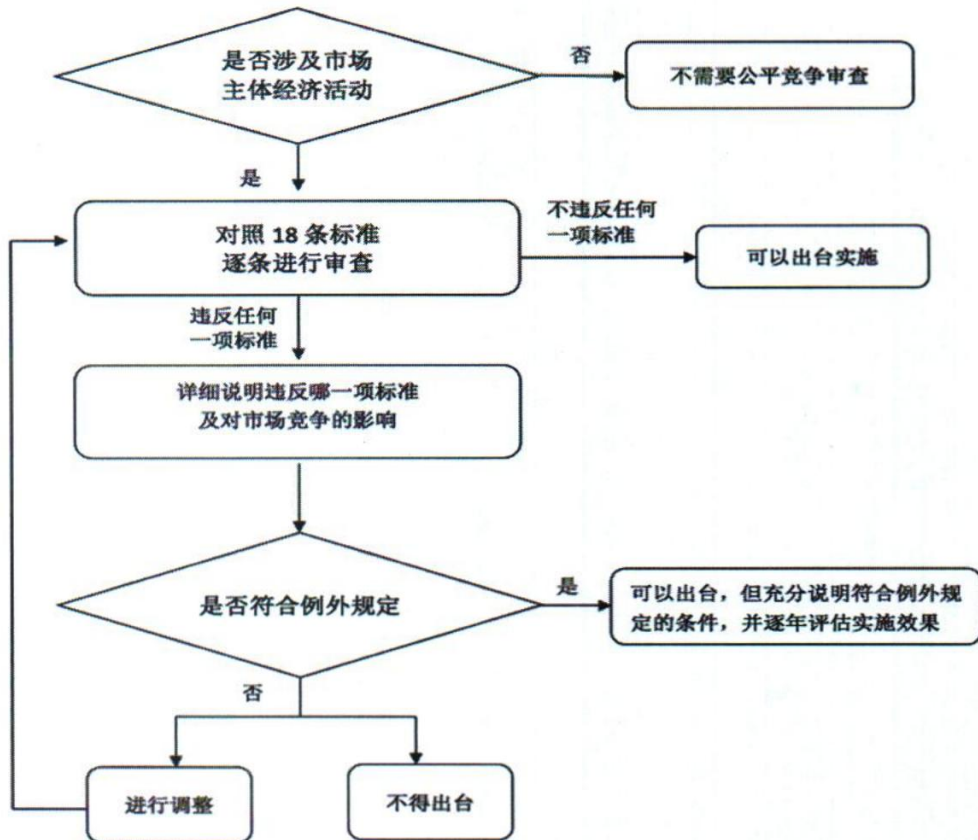 是否涉及市场
主体经济活动
否
不需要公平竞争审查
是
对照 18 条标准
逐条进行审查
不违反任何
一项标准
可以出台实施
违反任何
一项标准
详细说明违反哪一项标准
及对市场竞争的影响
是否符合例外规定
是
可以出台，但充分说明符合例外规
定的条件，并逐年评估实施效果
否
进行调整
不得出台